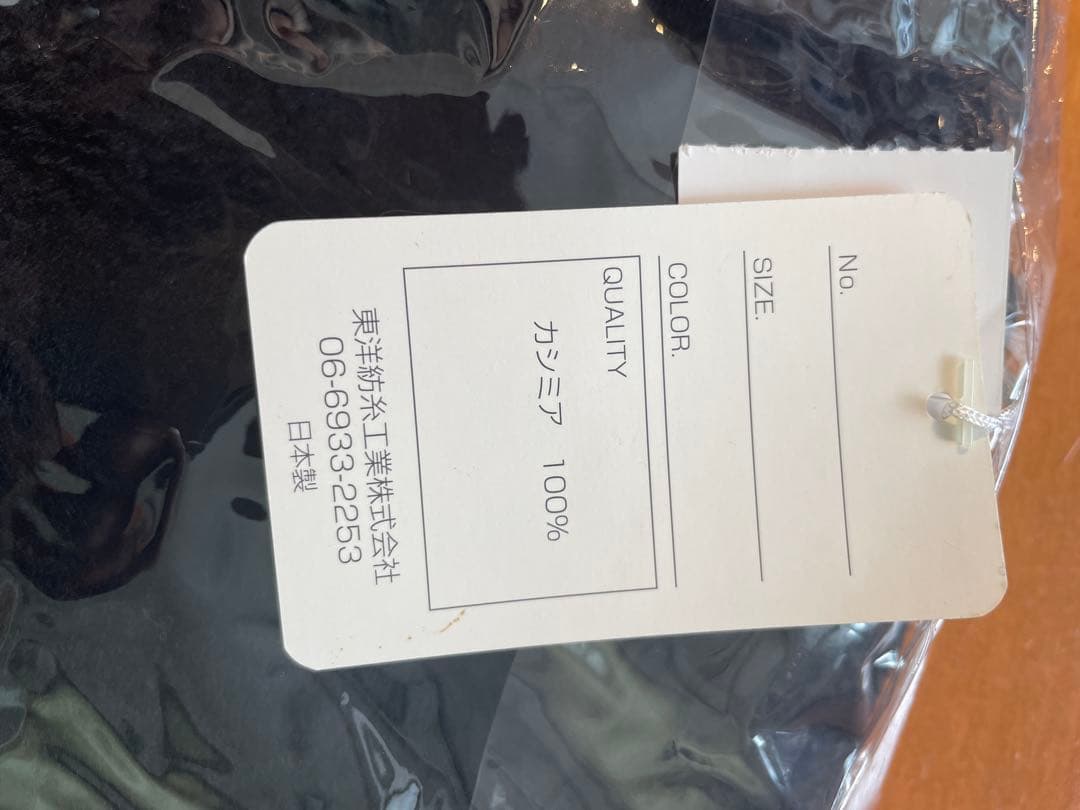 No.
SIZE.
COLOR.
QUALITY
カシミア 100%
東洋紡糸工業株式会社
06-6933-2253
日本製